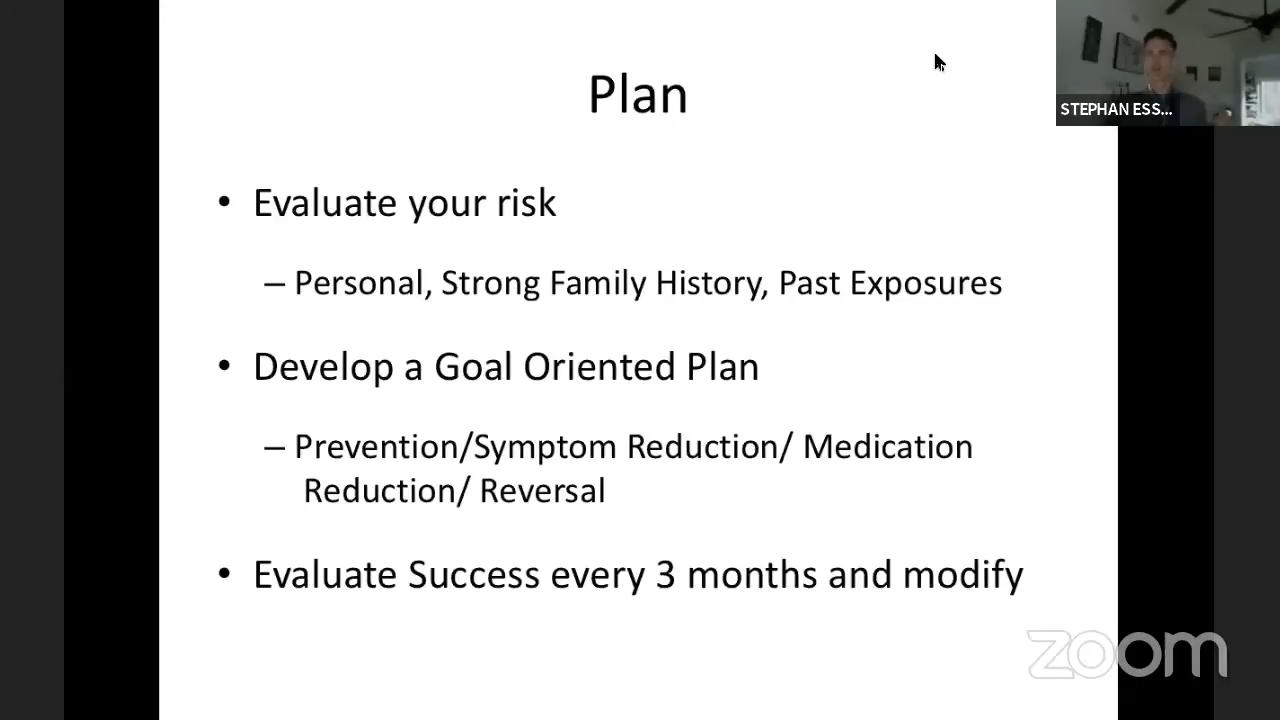 Plan
STEPHAN ESS...
• Evaluate your risk
– Personal, Strong Family History, Past Exposures
• Develop a Goal Oriented Plan
– Prevention/Symptom Reduction/ Medication
Reduction/ Reversal
• Evaluate Success every 3 months and modify
zoom